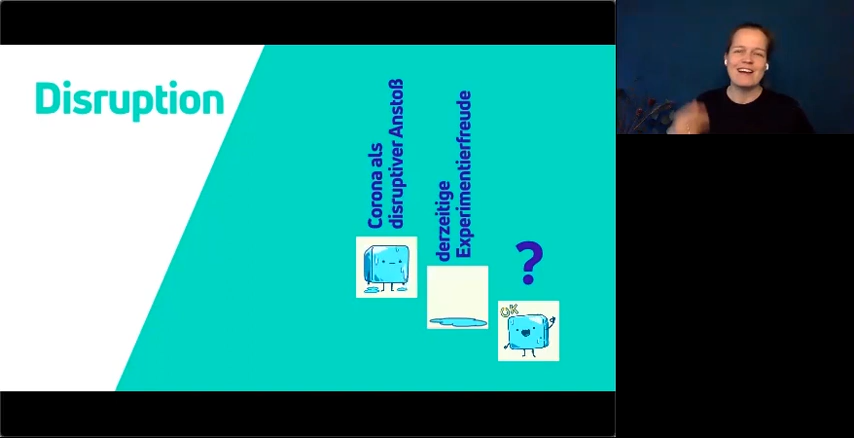 Disruption
Corona als
disruptiver Anstoß
derzeitige
Experimentierfreude
?
OK